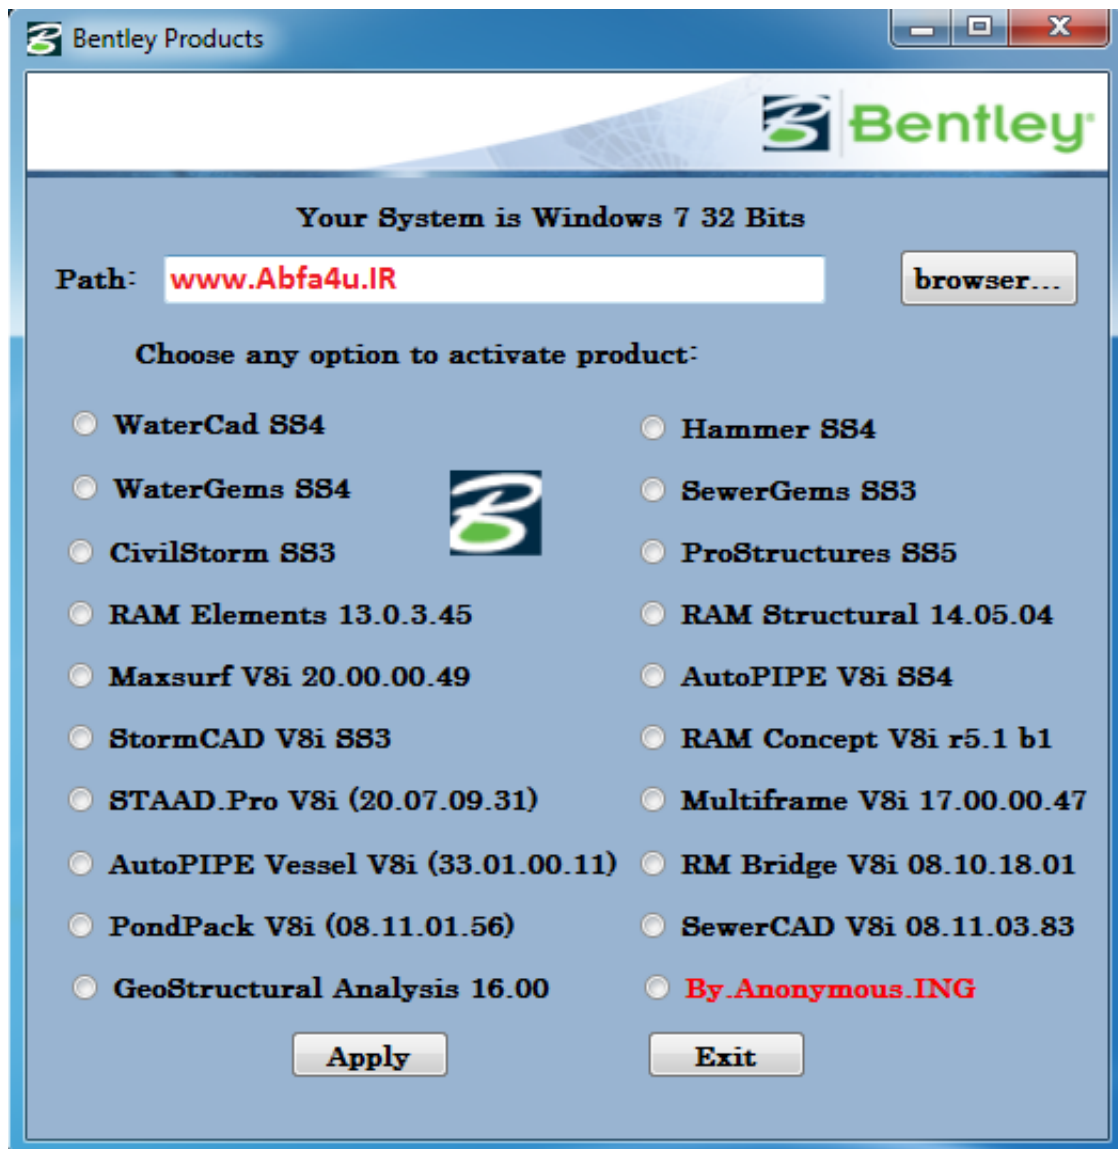 Bentley Products
Bentley
Your System is Windows 7 32 Bits
Path: www.Abfa4u.IR browser...
Choose any option to activate product:
WaterCad SS4 Hammer SS4
WaterGems SS4 SewerGems SS3
CivilStorm SS3 ProStructures SS5
RAM Elements 13.0.3.45 RAM Structural 14.05.04
Maxsurf V8i 20.00.00.49 AutoPIPE V8i SS4
StormCAD V8i SS3 RAM Concept V8i r5.1 b1
STAAD.Pro V8i (20.07.09.31) Multiframe V8i 17.00.00.47
AutoPIPE Vessel V8i (33.01.00.11) RM Bridge V8i 08.10.18.01
PondPack V8i (08.11.01.56) SewerCAD V8i 08.11.03.83
GeoStructural Analysis 16.00 By.Anonymous.ING
Apply Exit